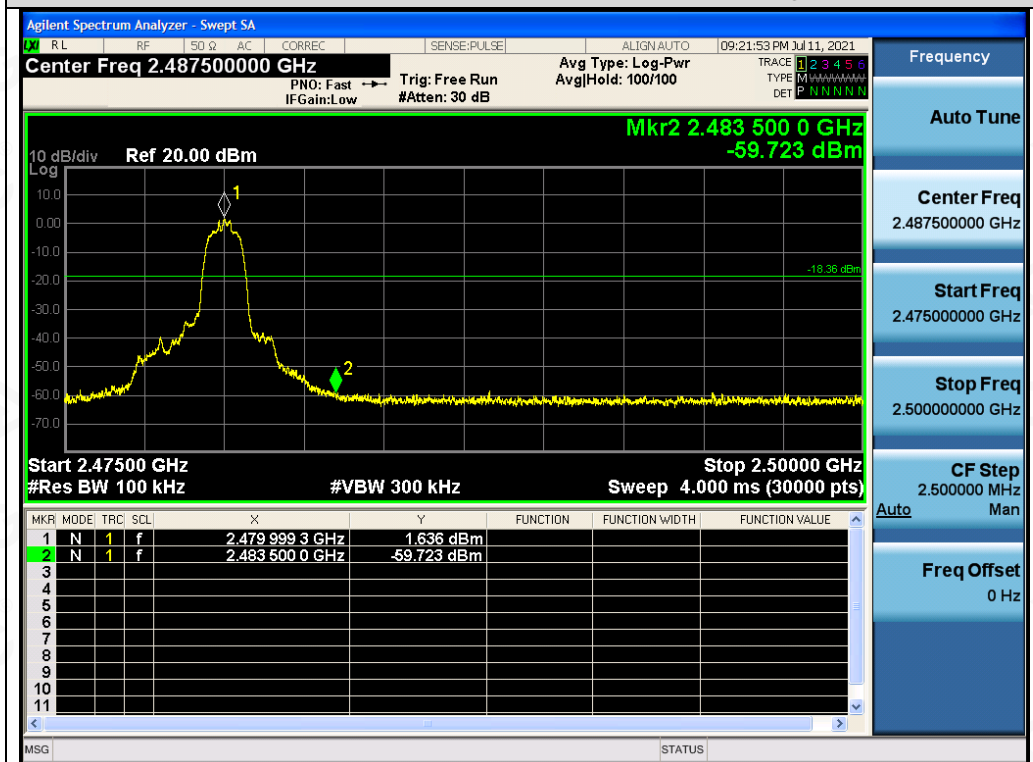 Agilent Spectrum Analyzer - Swept SA
LXI RL RF 50 Ω AC CORREC SENSE:PULSE ALIGN AUTO 09:21:53 PM Jul 11, 2021
Center Freq 2.487500000 GHz
PNO: Fast
IFGain:Low
Trig: Free Run
#Atten: 30 dB
Avg Type: Log-Pwr
Avg|Hold: 100/100
TRACE 1 2 3 4 5 6
TYPE M
DET P N N N N N
Mkr2 2.483 500 0 GHz
-59.723 dBm
10 dB/div Ref 20.00 dBm
Log
10.0
0.00
-10.0
-20.0
-30.0
-40.0
-50.0
-60.0
-70.0
1
-18.36 dBm
2
Start 2.47500 GHz Stop 2.50000 GHz
#Res BW 100 kHz #VBW 300 kHz Sweep 4.000 ms (30000 pts)
MKR MODE TRC SCL X Y FUNCTION FUNCTION WIDTH FUNCTION VALUE
1 N 1 f 2.479 999 3 GHz 1.636 dBm
2 N 1 f 2.483 500 0 GHz -59.723 dBm
3
4
5
6
7
8
9
10
11
MSG STATUS
Frequency
Auto Tune
Center Freq
2.487500000 GHz
Start Freq
2.475000000 GHz
Stop Freq
2.500000000 GHz
CF Step
2.500000 MHz
Auto Man
Freq Offset
0 Hz